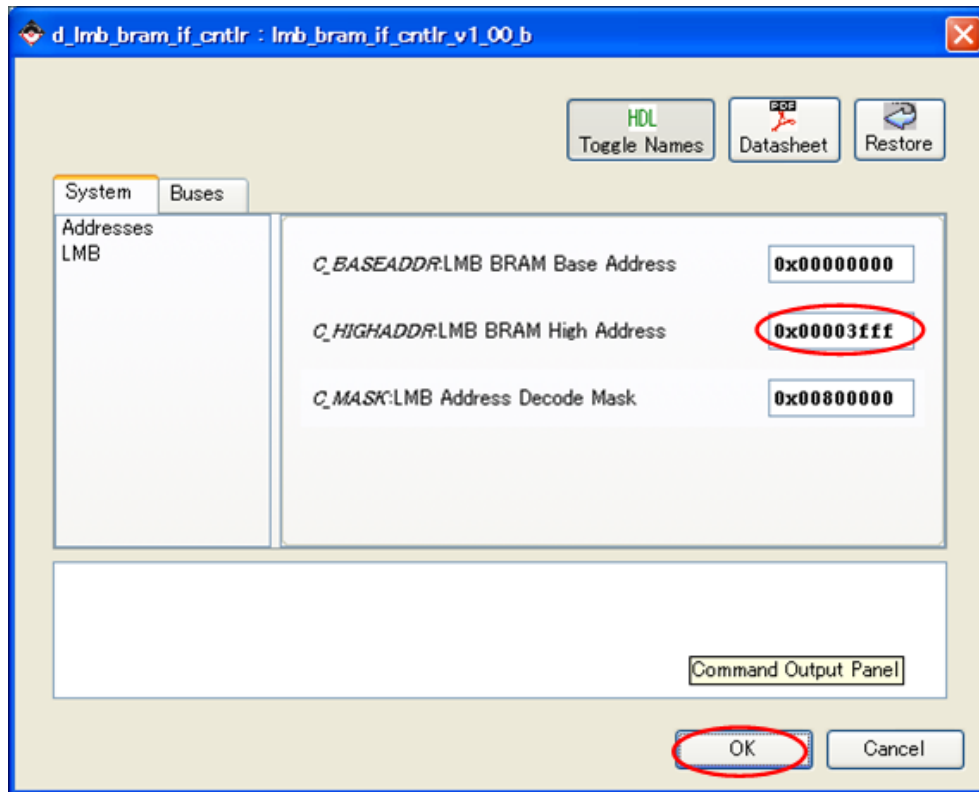 d_lmb_bram_if_cntlr : lmb_bram_if_cntlr_v1_00_b
HDL
Toggle Names
PDF
Datasheet
Restore
System
Buses
Addresses
LMB
C_BASEADDR:LMB BRAM Base Address
0x00000000
C_HIGHADDR:LMB BRAM High Address
0x00003fff
C_MASK:LMB Address Decode Mask
0x00800000
Command Output Panel
OK
Cancel